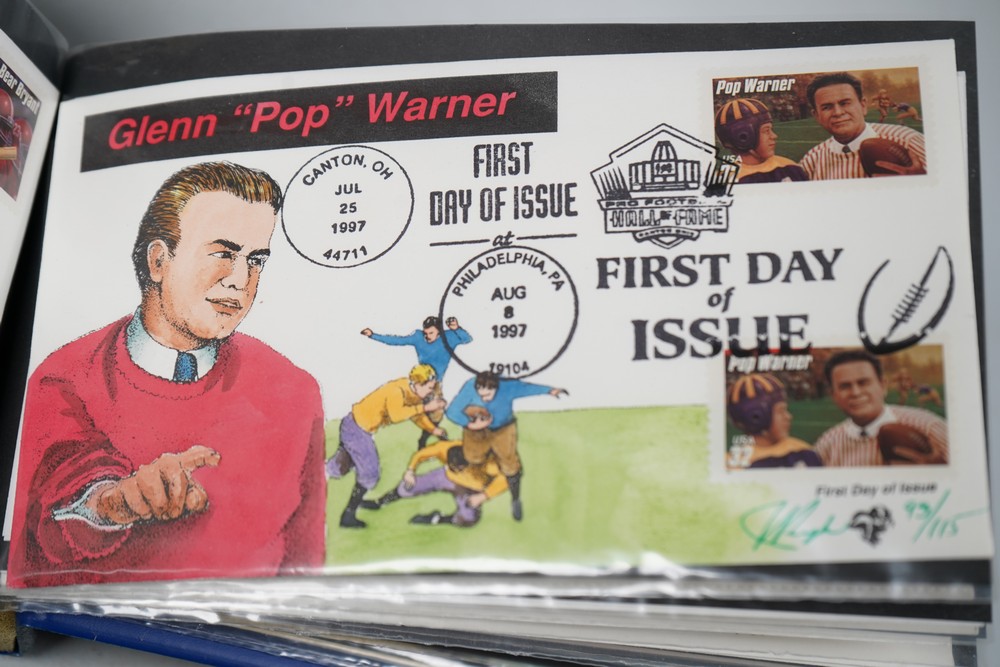 Bear Bryant
Glenn "Pop" Warner
CANTON, OH
JUL
25
1997
44711
FIRST
DAY OF ISSUE
at
PHILADELPHIA, PA
AUG
8
1997
19104
Pop Warner
USA
PRO FOOTBALL
HALL OF FAME
FIRST DAY
of
ISSUE
Pop Warner
USA
32
First Day of Issue
93/115